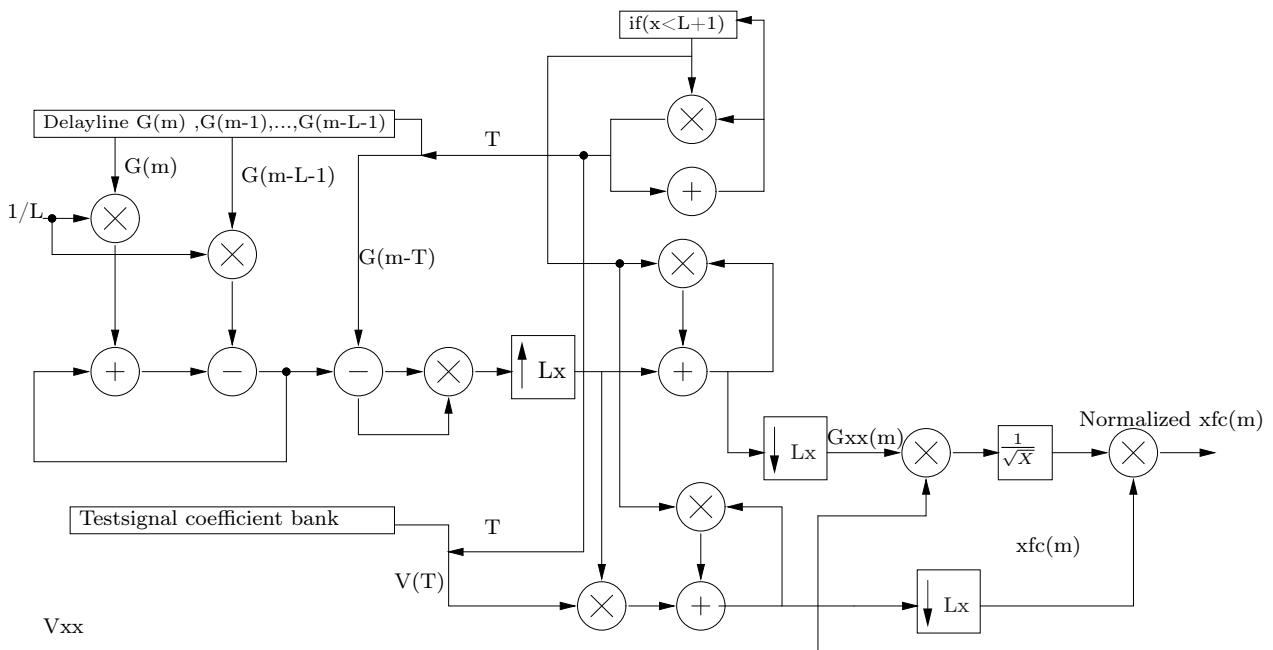 if(x<L+1)
Delayline G(m) ,G(m-1),...,G(m-L-1)
T
G(m)
G(m-L-1)
1/L
G(m-T)
Lx
Normalized xfc(m)
Gxx(m)
Lx
1
√X
Testsignal coefficient bank
T
xfc(m)
V(T)
Lx
Vxx